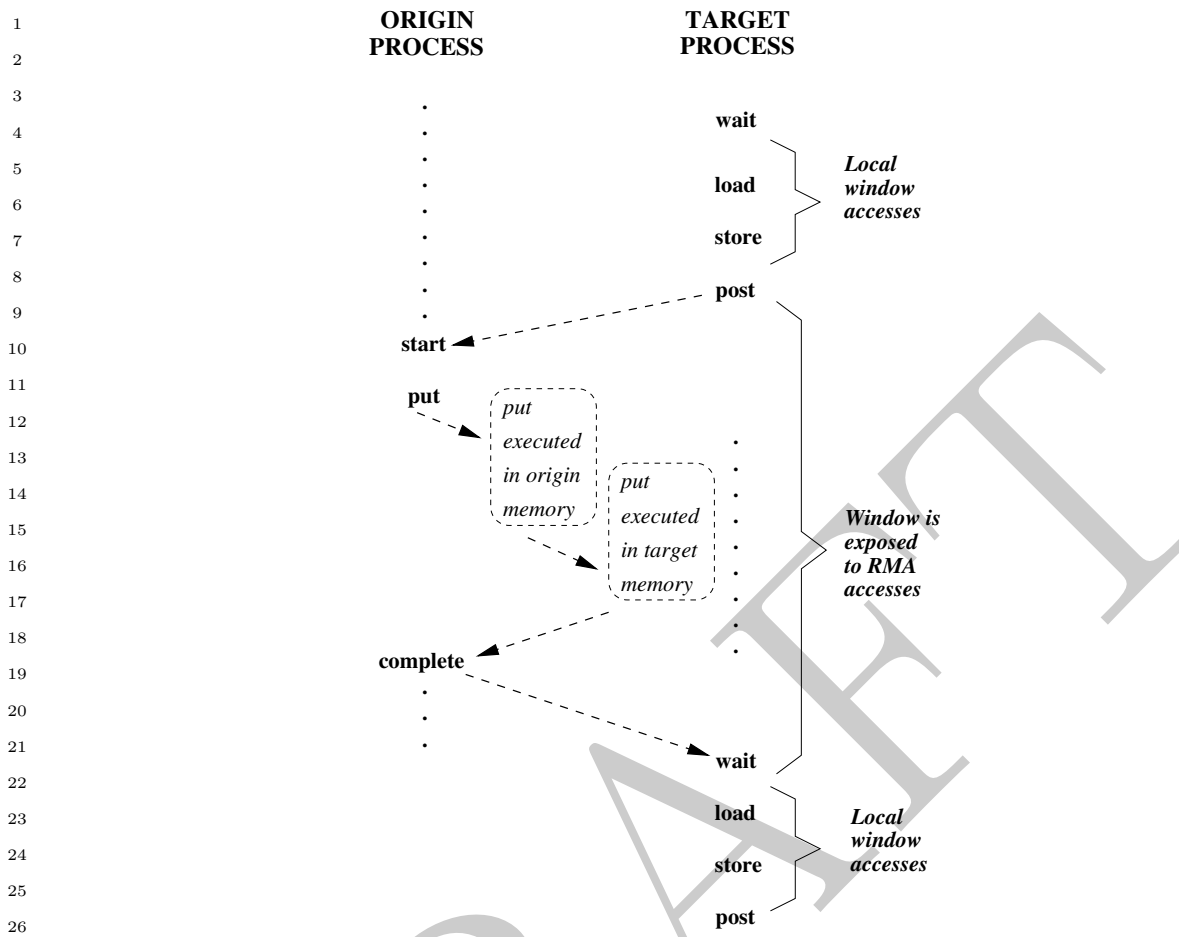 1
ORIGIN TARGET
PROCESS PROCESS
2
3
wait
4
5
Local
load window
6
accesses
7
store
8
post
9
start
10
11
put
put
12
executed
13
in origin
put
14
memory
executed
Window is
15
in target
exposed
16
memory
to RMA
17
accesses
18
complete
19
20
21
wait
22
load
23
Local
window
24
store
accesses
25
post
26
DRAFT